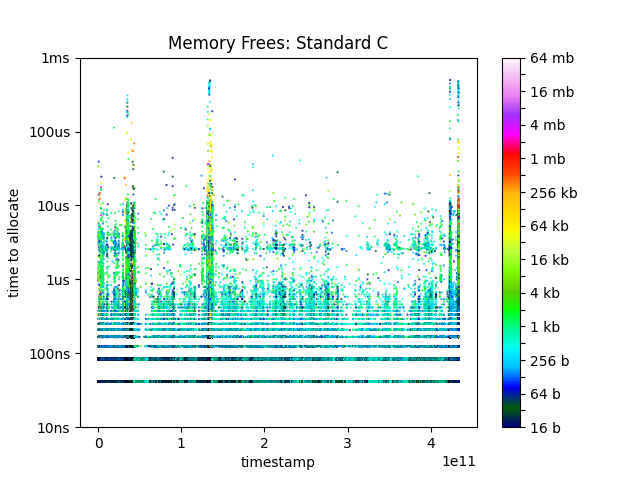 Memory Frees: Standard C
time to allocate
1ms
100us
10us
1us
100ns
10ns
0
1
2
3
4
1e11
timestamp
64 mb
16 mb
4 mb
1 mb
256 kb
64 kb
16 kb
4 kb
1 kb
256 b
64 b
16 b